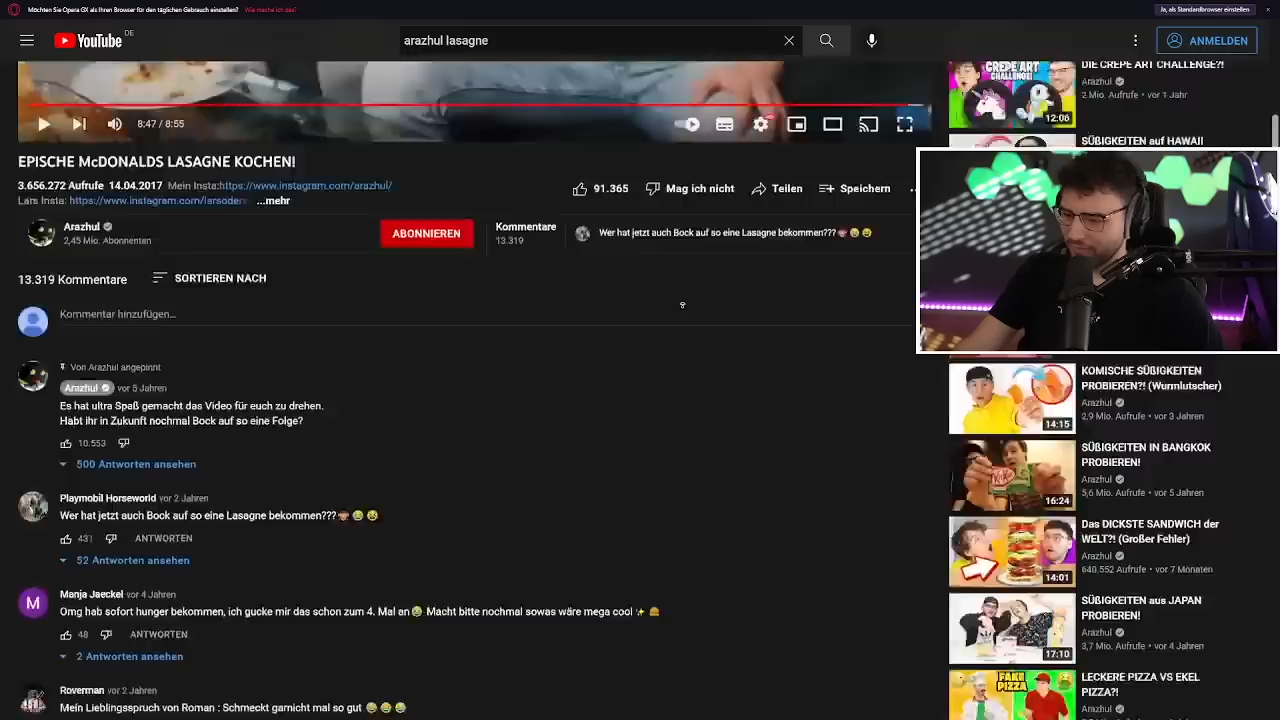 Möchten Sie Opera GX als Ihren Browser für den täglichen Gebrauch einstellen? Wie mache ich das?
Ja, als Standardbrowser einstellen
YouTube DE
arazhul lasagne
ANMELDEN
8:47 / 8:55
EPISCHE McDONALDS LASAGNE KOCHEN!
3.656.272 Aufrufe 14.04.2017 Mein Insta:https://www.instagram.com/arazhul/
Lars Insta: https://www.instagram.com/larsoderr ...mehr
91.365 Mag ich nicht Teilen Speichern
Arazhul
2,45 Mio. Abonnenten
ABONNIEREN
Kommentare
13.319
Wer hat jetzt auch Bock auf so eine Lasagne bekommen???
13.319 Kommentare
SORTIEREN NACH
Kommentar hinzufügen...
Von Arazhul angepinnt
Arazhul vor 5 Jahren
Es hat ultra Spaß gemacht das Video für euch zu drehen.
Habt ihr in Zukunft nochmal Bock auf so eine Folge?
10.553
500 Antworten ansehen
Playmobil Horseworld vor 2 Jahren
Wer hat jetzt auch Bock auf so eine Lasagne bekommen???
431 ANTWORTEN
52 Antworten ansehen
M
Manja Jaeckel vor 4 Jahren
Omg hab sofort hunger bekommen, ich gucke mir das schon zum 4. Mal an Macht bitte nochmal sowas wäre mega cool
48 ANTWORTEN
2 Antworten ansehen
Roverman vor 2 Jahren
Mein Lieblingsspruch von Roman : Schmeckt garnicht mal so gut
CREPE ART
CHALLENGE!
12:06
DIE CREPE ART CHALLENGE?!
Arazhul
2 Mio. Aufrufe • vor 1 Jahr
SÜßIGKEITEN auf HAWAII
14:15
KOMISCHE SÜßIGKEITEN
PROBIEREN?! (Wurmlutscher)
Arazhul
2,9 Mio. Aufrufe • vor 3 Jahren
16:24
SÜßIGKEITEN IN BANGKOK
PROBIEREN!
Arazhul
5,6 Mio. Aufrufe • vor 5 Jahren
14:01
Das DICKSTE SANDWICH der
WELT?! (Großer Fehler)
Arazhul
640.552 Aufrufe • vor 7 Monaten
17:10
SÜßIGKEITEN aus JAPAN
PROBIEREN!
Arazhul
3,7 Mio. Aufrufe • vor 4 Jahren
FAKE
PIZZA
LECKERE PIZZA VS EKEL
PIZZA?!
Arazhul